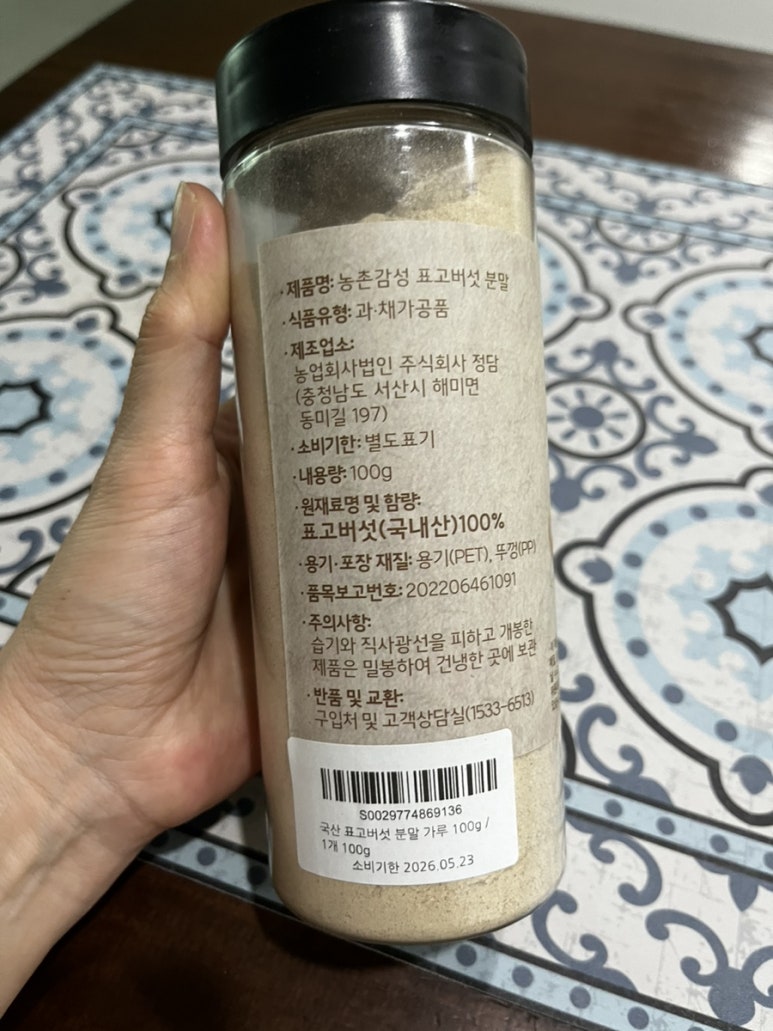 · 제품명: 농촌감성 표고버섯 분말
· 식품유형: 과·채가공품
· 제조업소:
농업회사법인 주식회사 정담
(충청남도 서산시 해미면
동미길 197)
· 소비기한: 별도표기
· 내용량: 100g
· 원재료명 및 함량:
표고버섯(국내산)100%
· 용기·포장 재질: 용기(PET), 뚜껑(PP)
· 품목보고번호: 202206461091
· 주의사항:
습기와 직사광선을 피하고 개봉한
제품은 밀봉하여 건냉한 곳에 보관
· 반품 및 교환:
구입처 및 고객상담실(1533-6513)
S0029774869136
국산 표고버섯 분말 가루 100g /
1개 100g
소비기한 2026.05.23